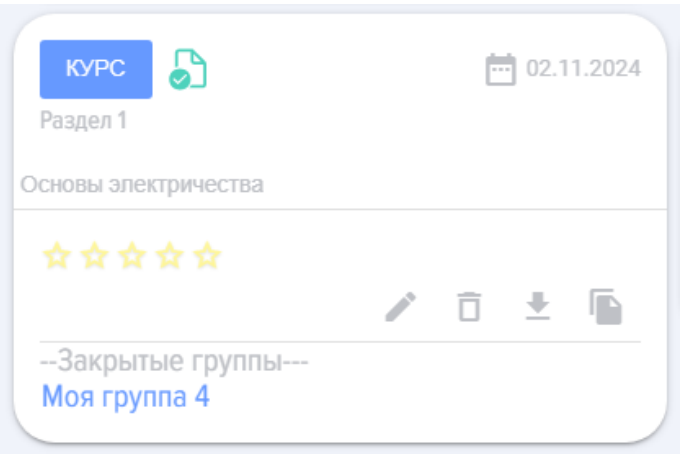 КУРС
02.11.2024
Раздел 1
Основы электричества
--Закрытые группы---
Моя группа 4